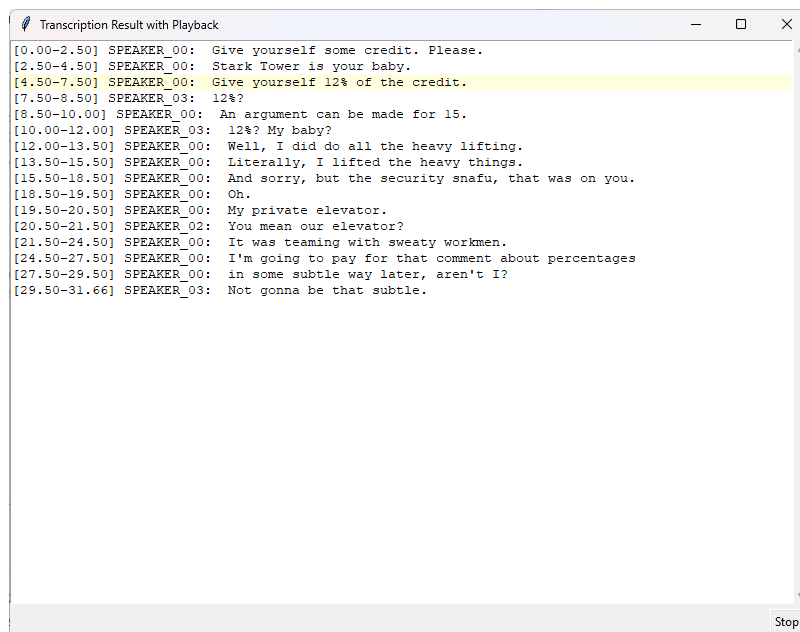 Transcription Result with Playback
[0.00-2.50] SPEAKER_00:  Give yourself some credit. Please.
[2.50-4.50] SPEAKER_00:  Stark Tower is your baby.
[4.50-7.50] SPEAKER_00:  Give yourself 12% of the credit.
[7.50-8.50] SPEAKER_03:  12%?
[8.50-10.00] SPEAKER_00:  An argument can be made for 15.
[10.00-12.00] SPEAKER_03:  12%? My baby?
[12.00-13.50] SPEAKER_00:  Well, I did do all the heavy lifting.
[13.50-15.50] SPEAKER_00:  Literally, I lifted the heavy things.
[15.50-18.50] SPEAKER_00:  And sorry, but the security snafu, that was on you.
[18.50-19.50] SPEAKER_00:  Oh.
[19.50-20.50] SPEAKER_00:  My private elevator.
[20.50-21.50] SPEAKER_02:  You mean our elevator?
[21.50-24.50] SPEAKER_00:  It was teaming with sweaty workmen.
[24.50-27.50] SPEAKER_00:  I'm going to pay for that comment about percentages
[27.50-29.50] SPEAKER_00:  in some subtle way later, aren't I?
[29.50-31.66] SPEAKER_03:  Not gonna be that subtle.
Stop